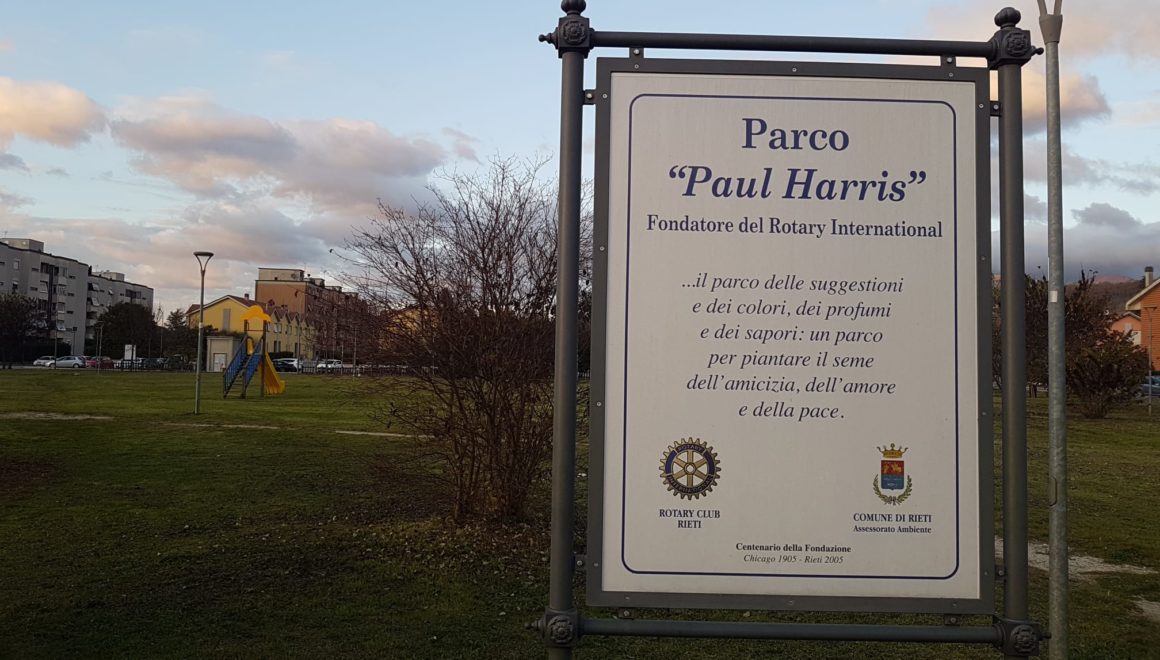 Parco
“Paul Harris”
Fondatore del Rotary International
...il parco delle suggestioni
e dei colori, dei profumi
e dei sapori: un parco
per piantare il seme
dell'amicizia, dell'amore
e della pace.
ROTARY CLUB
RIETI
COMUNE DI RIETI
Assessorato Ambiente
Centenario della Fondazione
Chicago 1905 - Rieti 2005